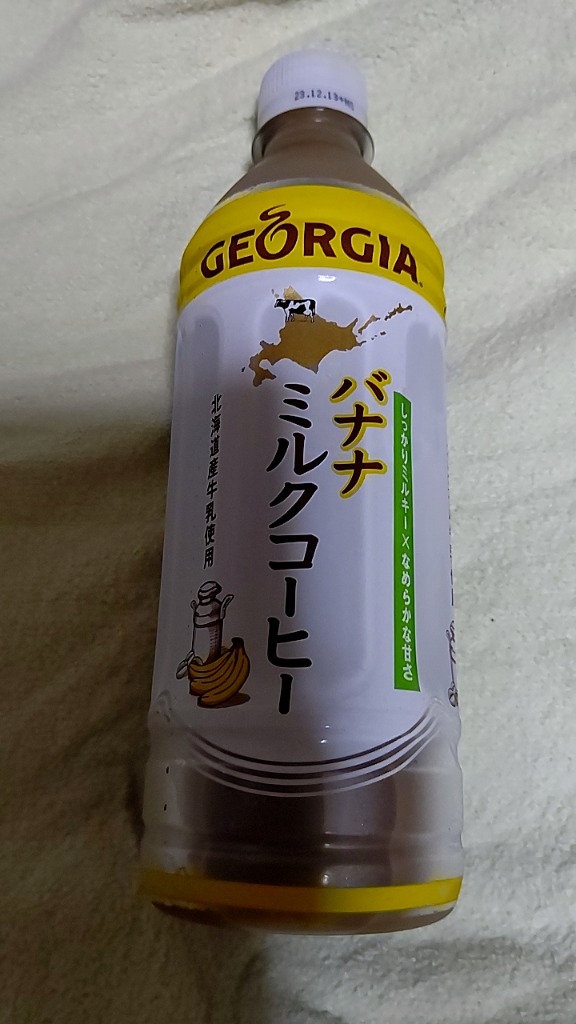 23.12.19
GEORGIA
しっかりミルキー×なめらかな甘さ
バナナ
ミルクコーヒー
北海道産牛乳使用